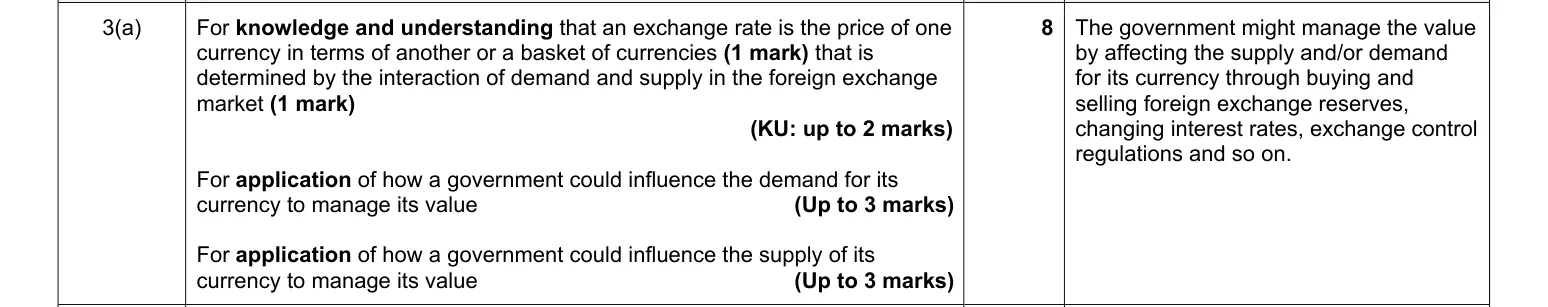 3(a)
For knowledge and understanding that an exchange rate is the price of one
currency in terms of another or a basket of currencies (1 mark) that is
determined by the interaction of demand and supply in the foreign exchange
market (1 mark)
(KU: up to 2 marks)
For application of how a government could influence the demand for its
currency to manage its value (Up to 3 marks)
For application of how a government could influence the supply of its
currency to manage its value (Up to 3 marks)
8
The government might manage the value
by affecting the supply and/or demand
for its currency through buying and
selling foreign exchange reserves,
changing interest rates, exchange control
regulations and so on.